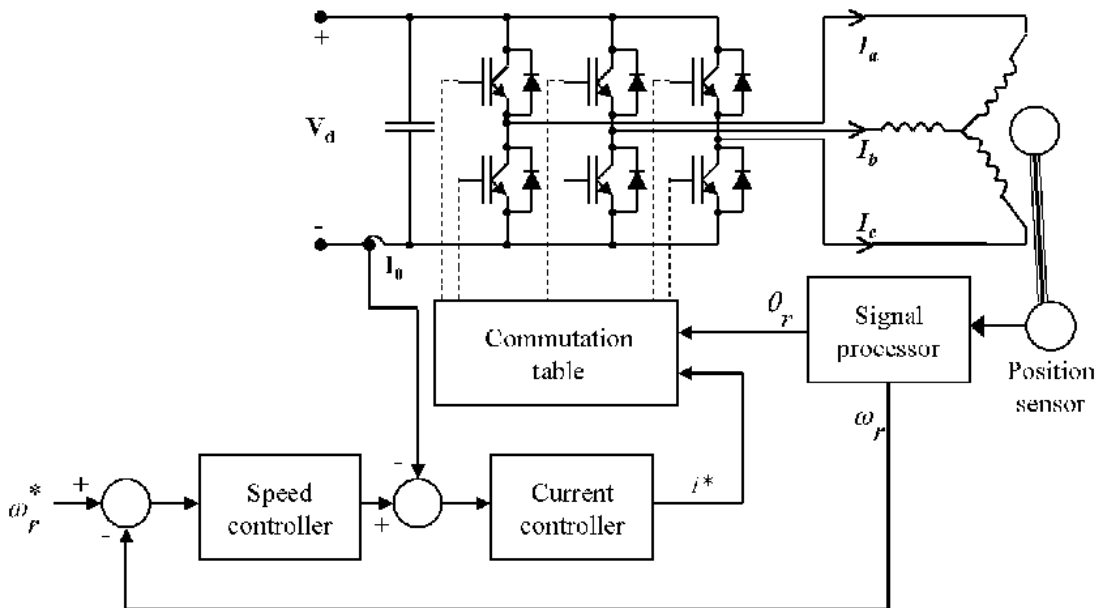 +
V_d
-
I_0
I_a
I_b
I_c
Commutation
table
θ_r
Signal
processor
Position
sensor
ω_r
ω_r^*
+
-
Speed
controller
-
+
Current
controller
i*